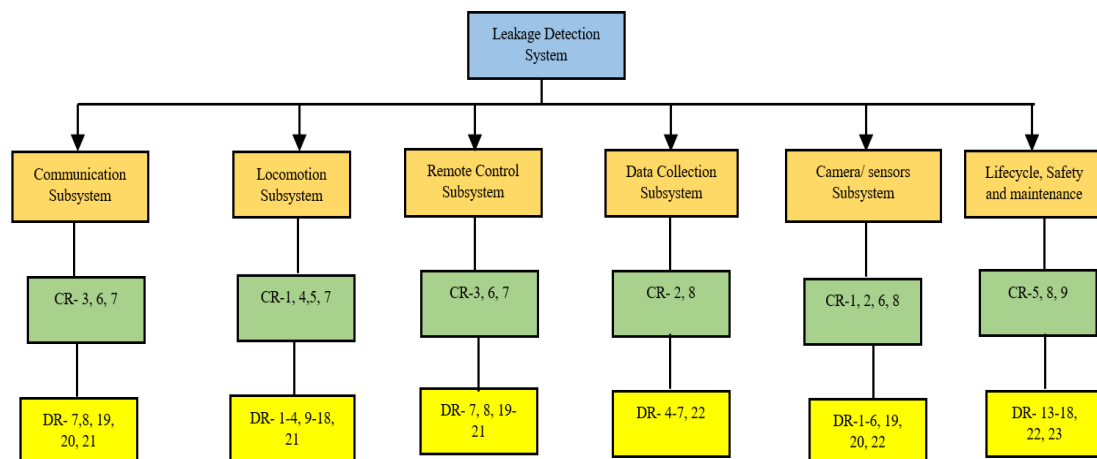 Leakage Detection
System
Communication
Subsystem
Locomotion
Subsystem
Remote Control
Subsystem
Data Collection
Subsystem
Camera/ sensors
Subsystem
Lifecycle, Safety
and maintenance
CR- 3, 6, 7
CR-1, 4,5, 7
CR-3, 6, 7
CR- 2, 8
CR-1, 2, 6, 8
CR-5, 8, 9
DR- 7,8, 19,
20, 21
DR- 1-4, 9-18,
21
DR- 7, 8, 19-
21
DR- 4-7, 22
DR-1-6, 19,
20, 22
DR- 13-18,
22, 23